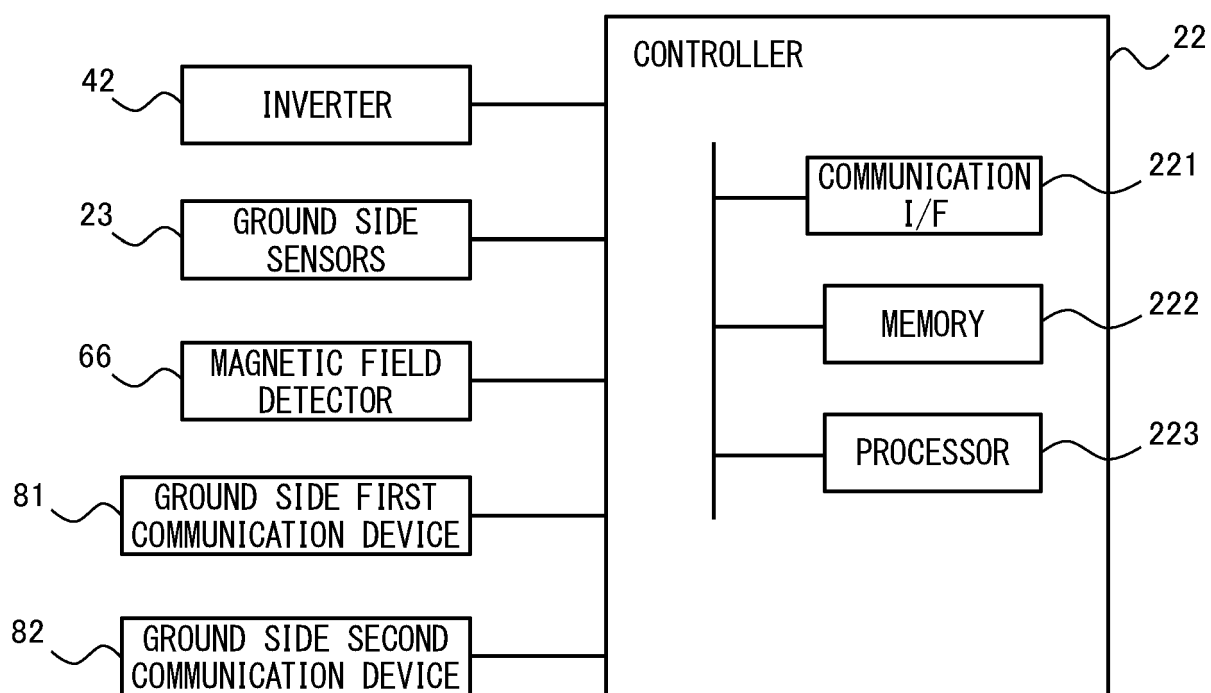 CONTROLLER
22
42
INVERTER
COMMUNICATION
I/F
221
23
GROUND SIDE
SENSORS
MEMORY
222
66
MAGNETIC FIELD
DETECTOR
PROCESSOR
223
81
GROUND SIDE FIRST
COMMUNICATION DEVICE
82
GROUND SIDE SECOND
COMMUNICATION DEVICE